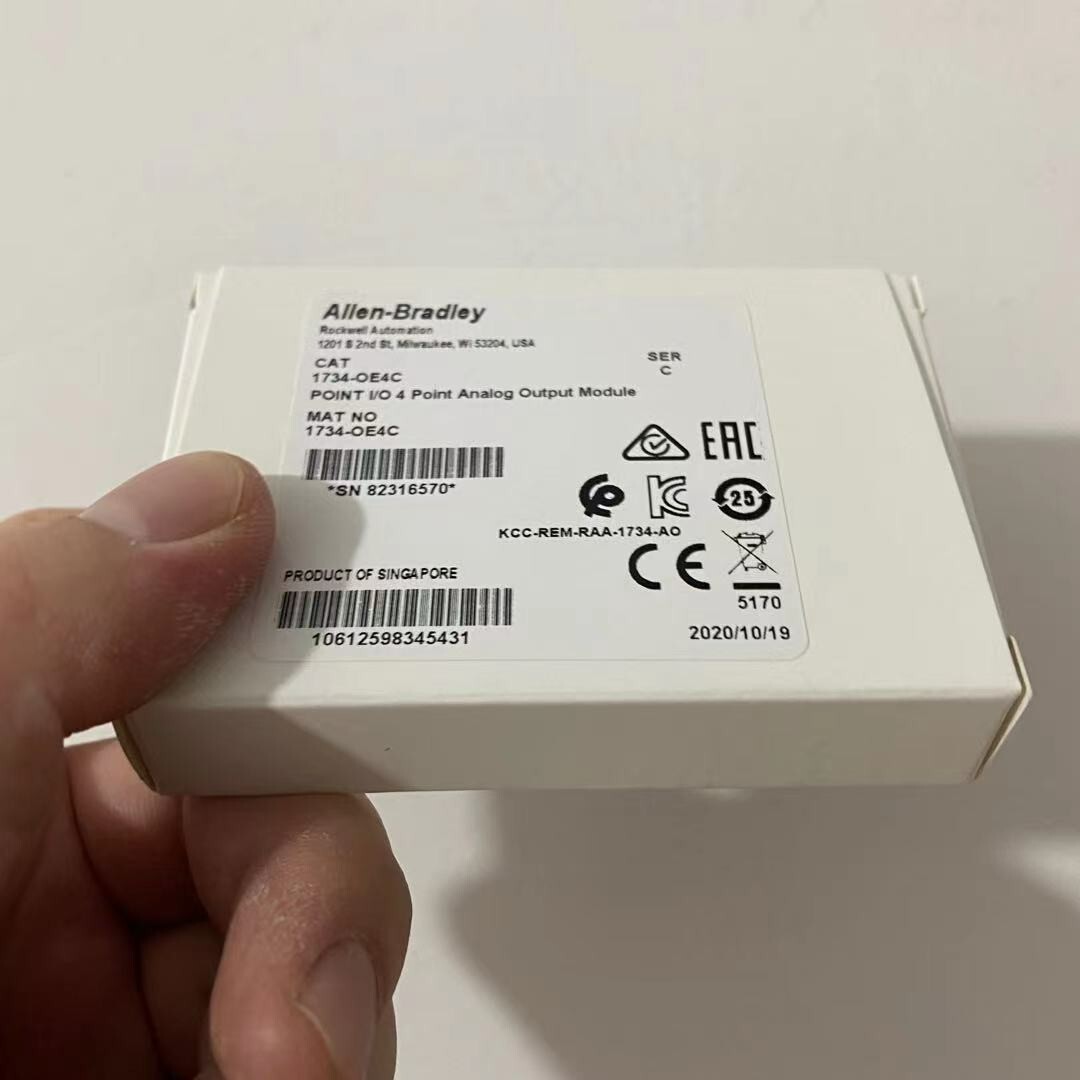 Allen-Bradley
Rockwell Automation
1201 S 2nd St, Milwaukee, WI 53204, USA
CAT
1734-OE4C
SER
C
POINT I/O 4 Point Analog Output Module
MAT NO
1734-OE4C
*SN 82316570*
EAC
KC
25
KCC-REM-RAA-1734-AO
CE
PRODUCT OF SINGAPORE
5170
10612598345431
2020/10/19